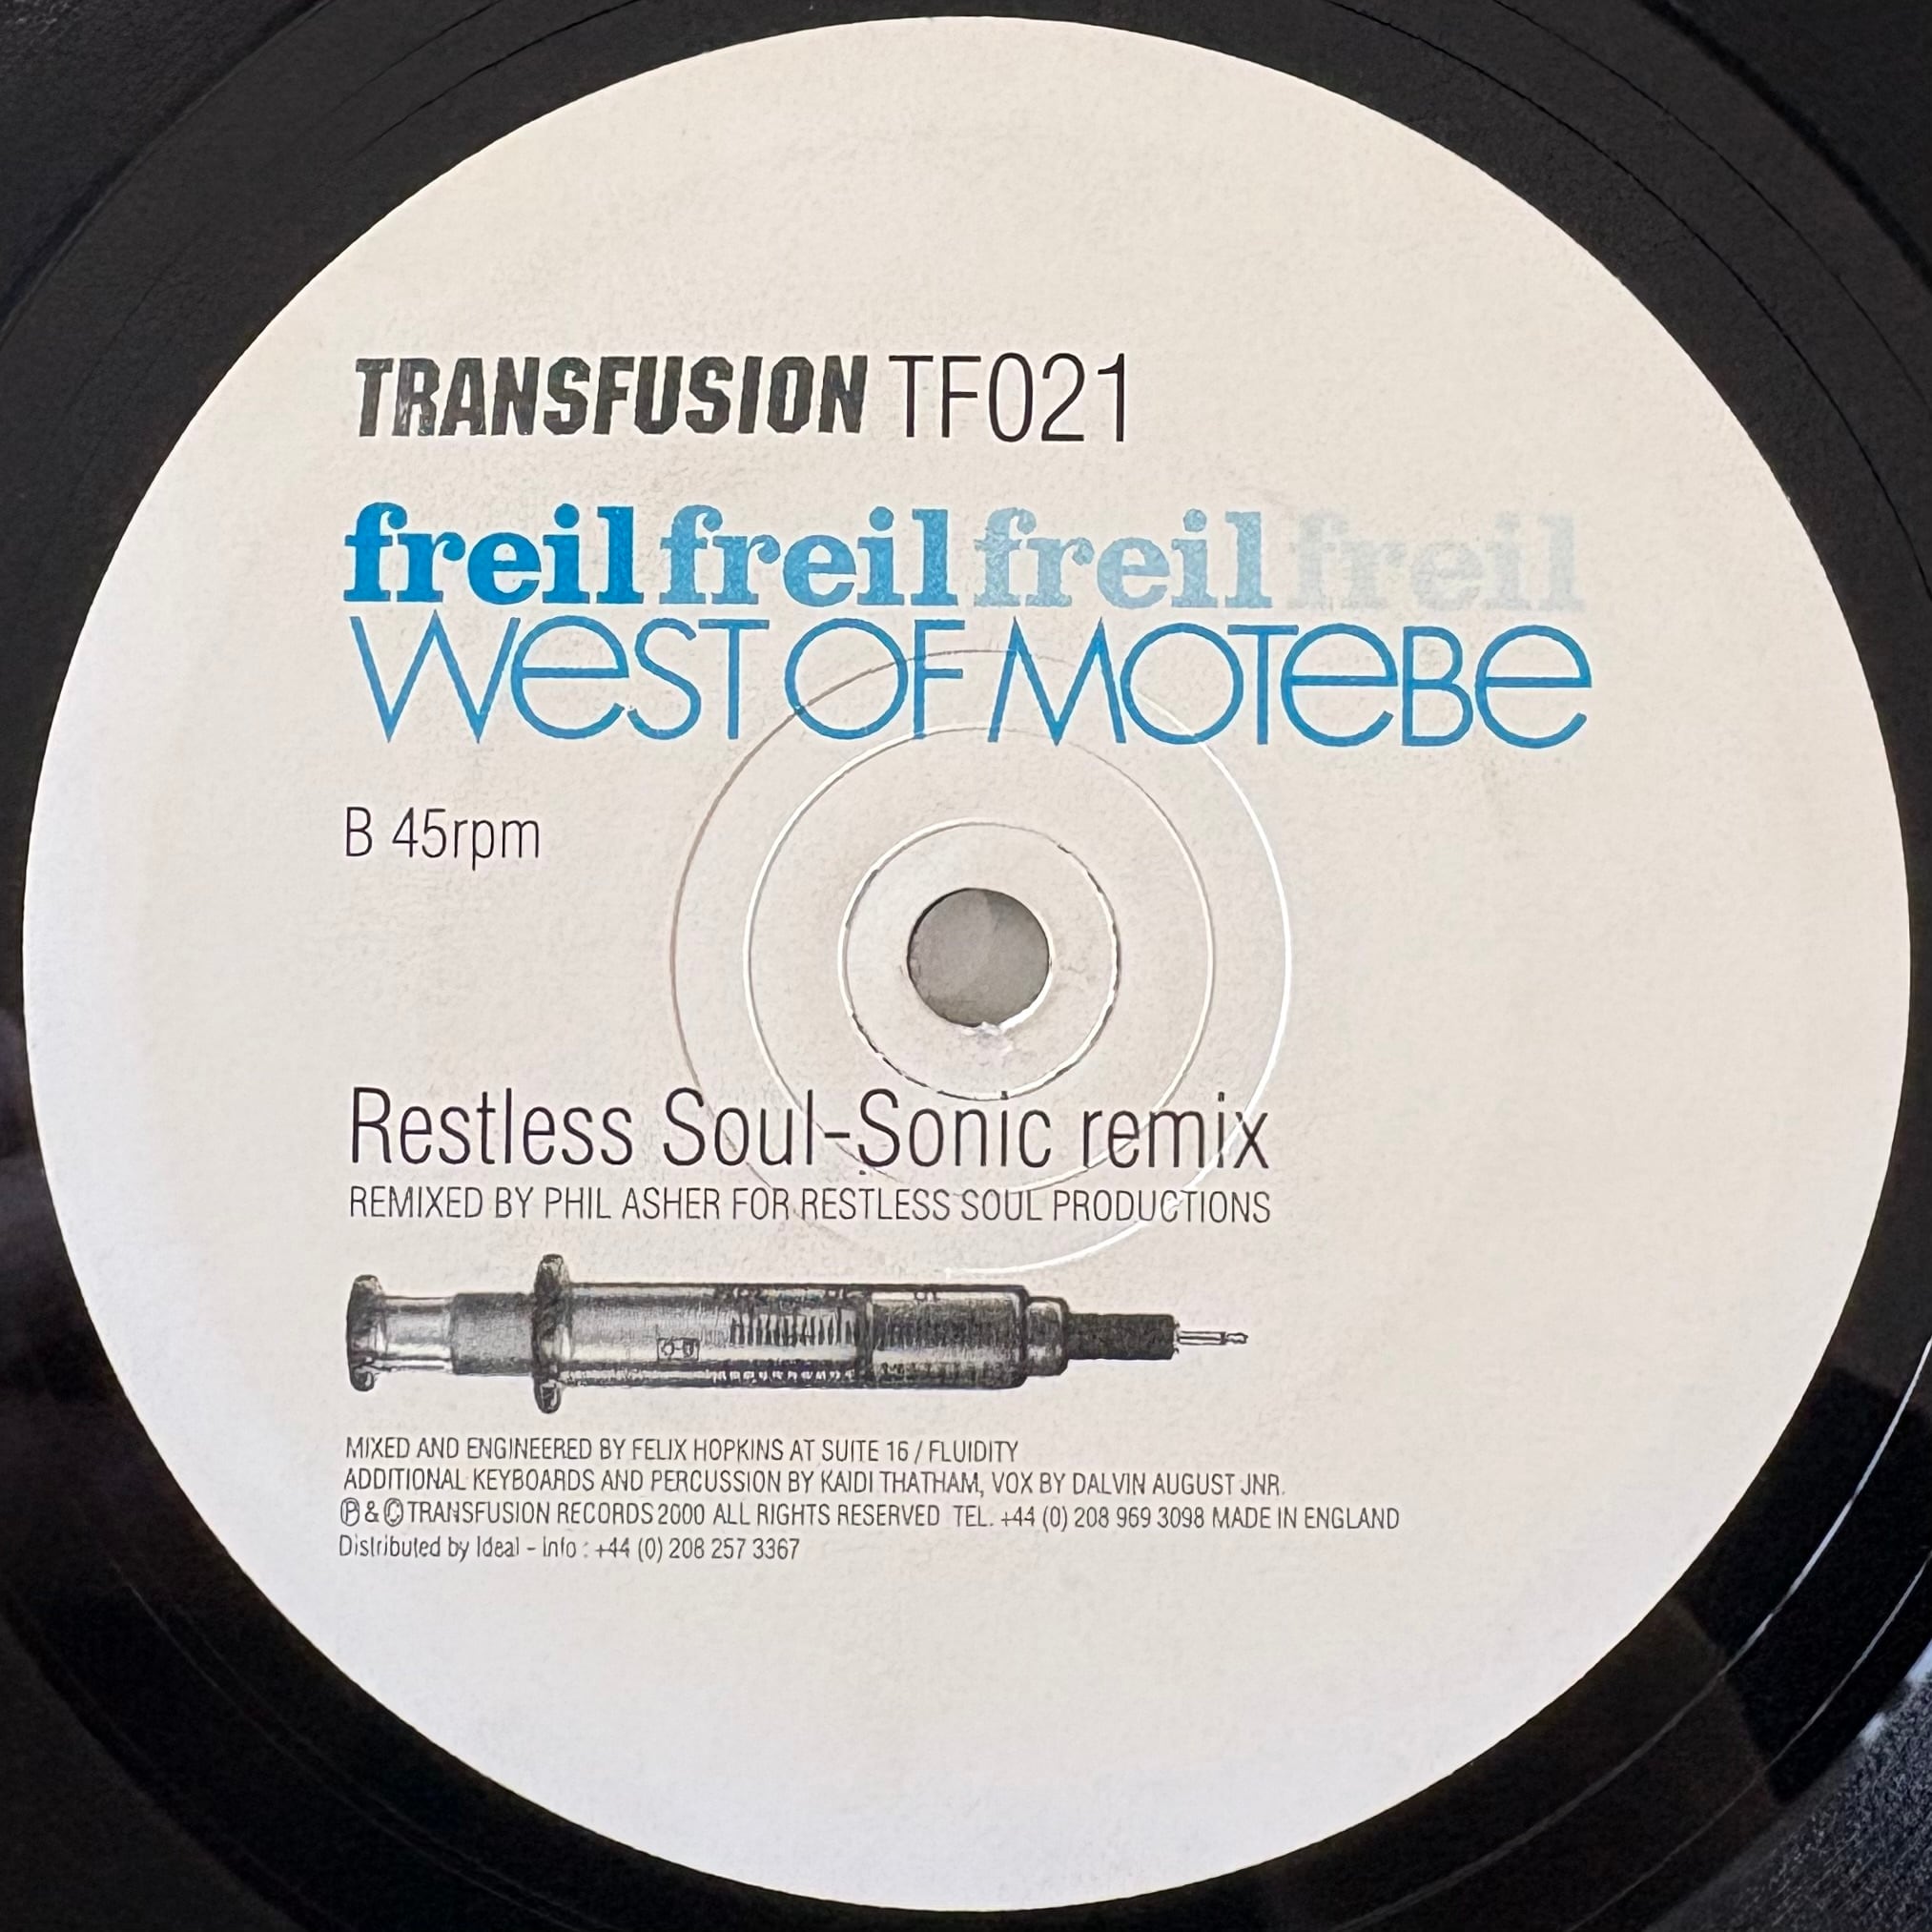 TRANSFUSION TF021
freil freil freil freil
WeST OF MOTeBe
B 45rpm
Restless Soul-Sonic remix
REMIXED BY PHIL ASHER FOR RESTLESS SOUL PRODUCTIONS
MIXED AND ENGINEERED BY FELIX HOPKINS AT SUITE 16 / FLUIDITY
ADDITIONAL KEYBOARDS AND PERCUSSION BY KAIDI THATHAM, VOX BY DALVIN AUGUST JNR.
Ⓟ & © TRANSFUSION RECORDS 2000 ALL RIGHTS RESERVED TEL. +44 (0) 208 969 3098 MADE IN ENGLAND
Distributed by Ideal - Info : +44 (0) 208 257 3367